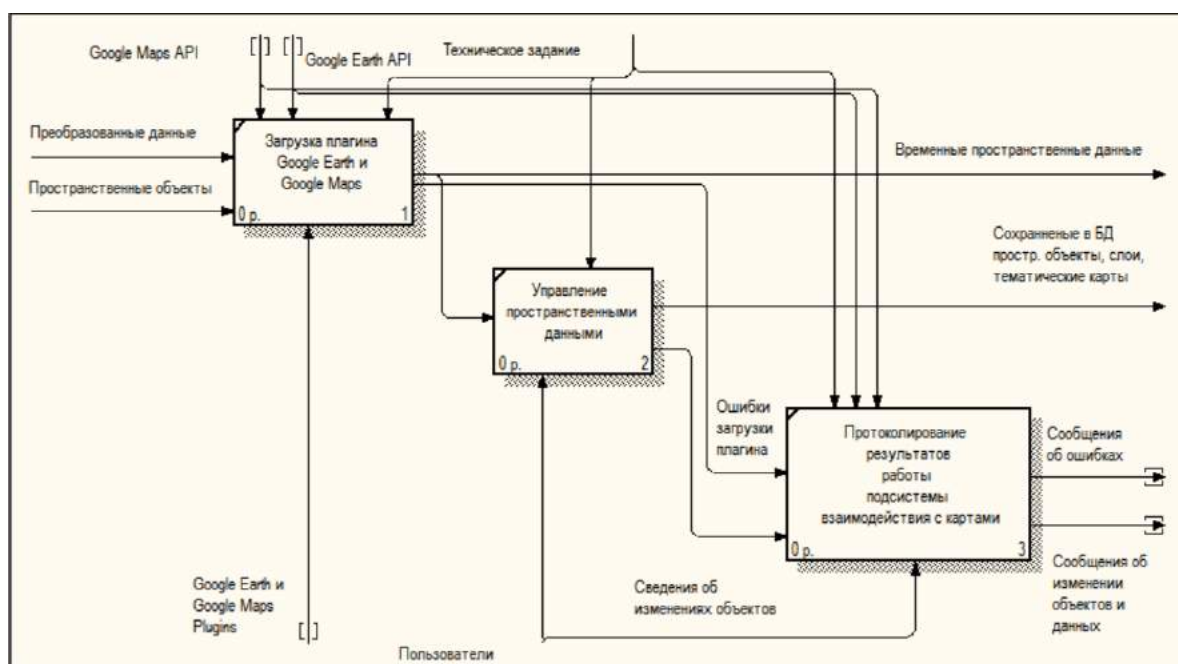 Google Maps API
Google Earth API
Техническое задание
Преобразованные данные
Пространственные объекты
Загрузка плагина
Google Earth и
Google Maps
0 р.
1
Временные пространственные данные
Сохранненые в БД
простр. объекты, слои,
тематические карты
Управление
пространственными
данными
0 р.
2
Ошибки
загрузки
плагина
Протоколирование
результатов
работы
подсистемы
взаимодействия с картами
0 р.
3
Сообщения
об ошибках
Сообщения об
изменении
объектов и
данных
Сведения об
изменениях объектов
Google Earth и
Google Maps
Plugins
Пользователи